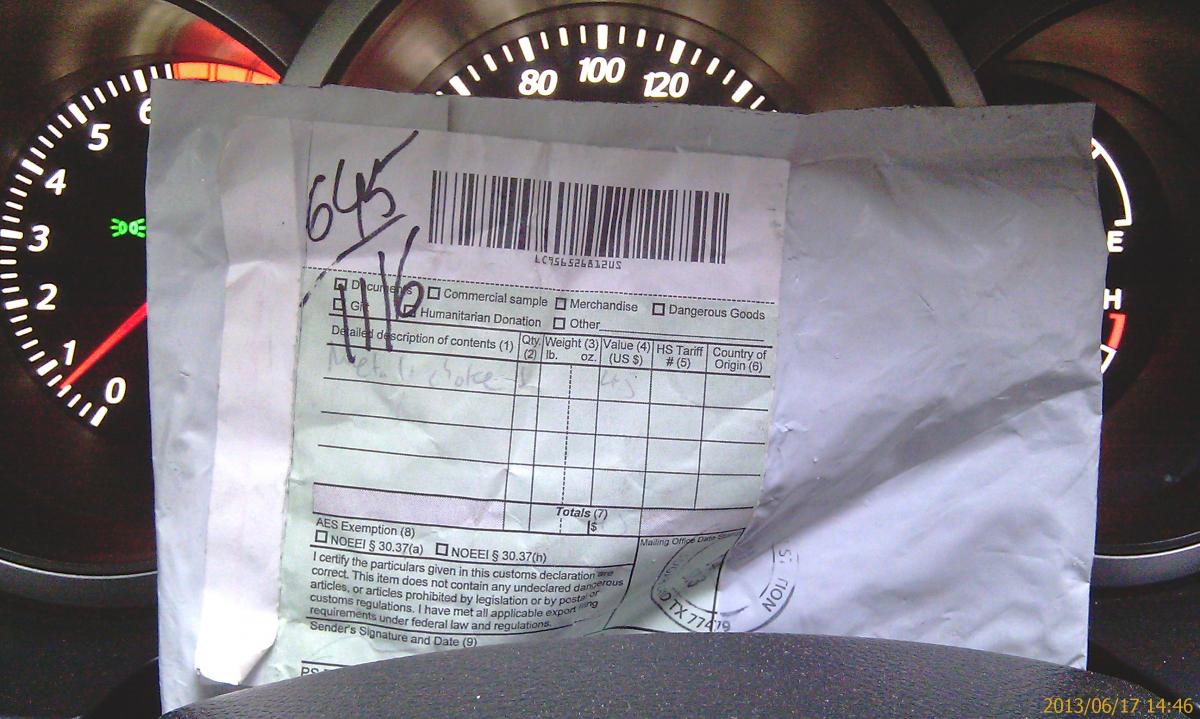 80 100 120
6
5
4
3
2
1
0
E
H
645
1116
LC956526812US
Documents Commercial sample Merchandise Dangerous Goods
Gift Humanitarian Donation Other
Detailed description of contents (1) Qty. (2) Weight (3) lb. oz. Value (4) (US $) HS Tariff # (5) Country of Origin (6)
Totals (7)
$
AES Exemption (8)
NOEEI § 30.37(a) NOEEI § 30.37(h)
Mailing Office Date Stamp
I certify the particulars given in this customs declaration are
correct. This item does not contain any undeclared dangerous
articles, or articles prohibited by legislation or by postal or
customs regulations. I have met all applicable export filing
requirements under federal law and regulations.
Sender's Signature and Date (9)
TX 77479
PS
2013/06/17 14:46